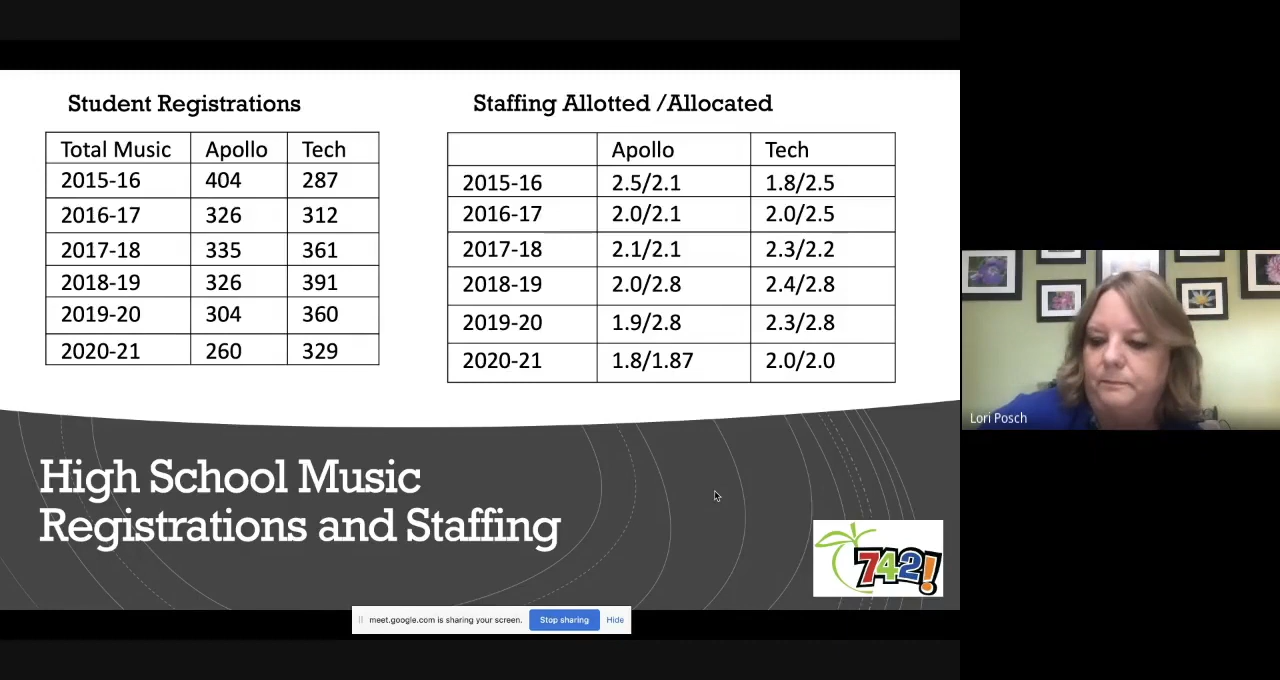 Student Registrations
Total Music Apollo Tech
2015-16 404 287
2016-17 326 312
2017-18 335 361
2018-19 326 391
2019-20 304 360
2020-21 260 329
Staffing Allotted /Allocated
Apollo Tech
2015-16 2.5/2.1 1.8/2.5
2016-17 2.0/2.1 2.0/2.5
2017-18 2.1/2.1 2.3/2.2
2018-19 2.0/2.8 2.4/2.8
2019-20 1.9/2.8 2.3/2.8
2020-21 1.8/1.87 2.0/2.0
High School Music
Registrations and Staffing
742!
meet.google.com is sharing your screen. Stop sharing Hide
Lori Posch